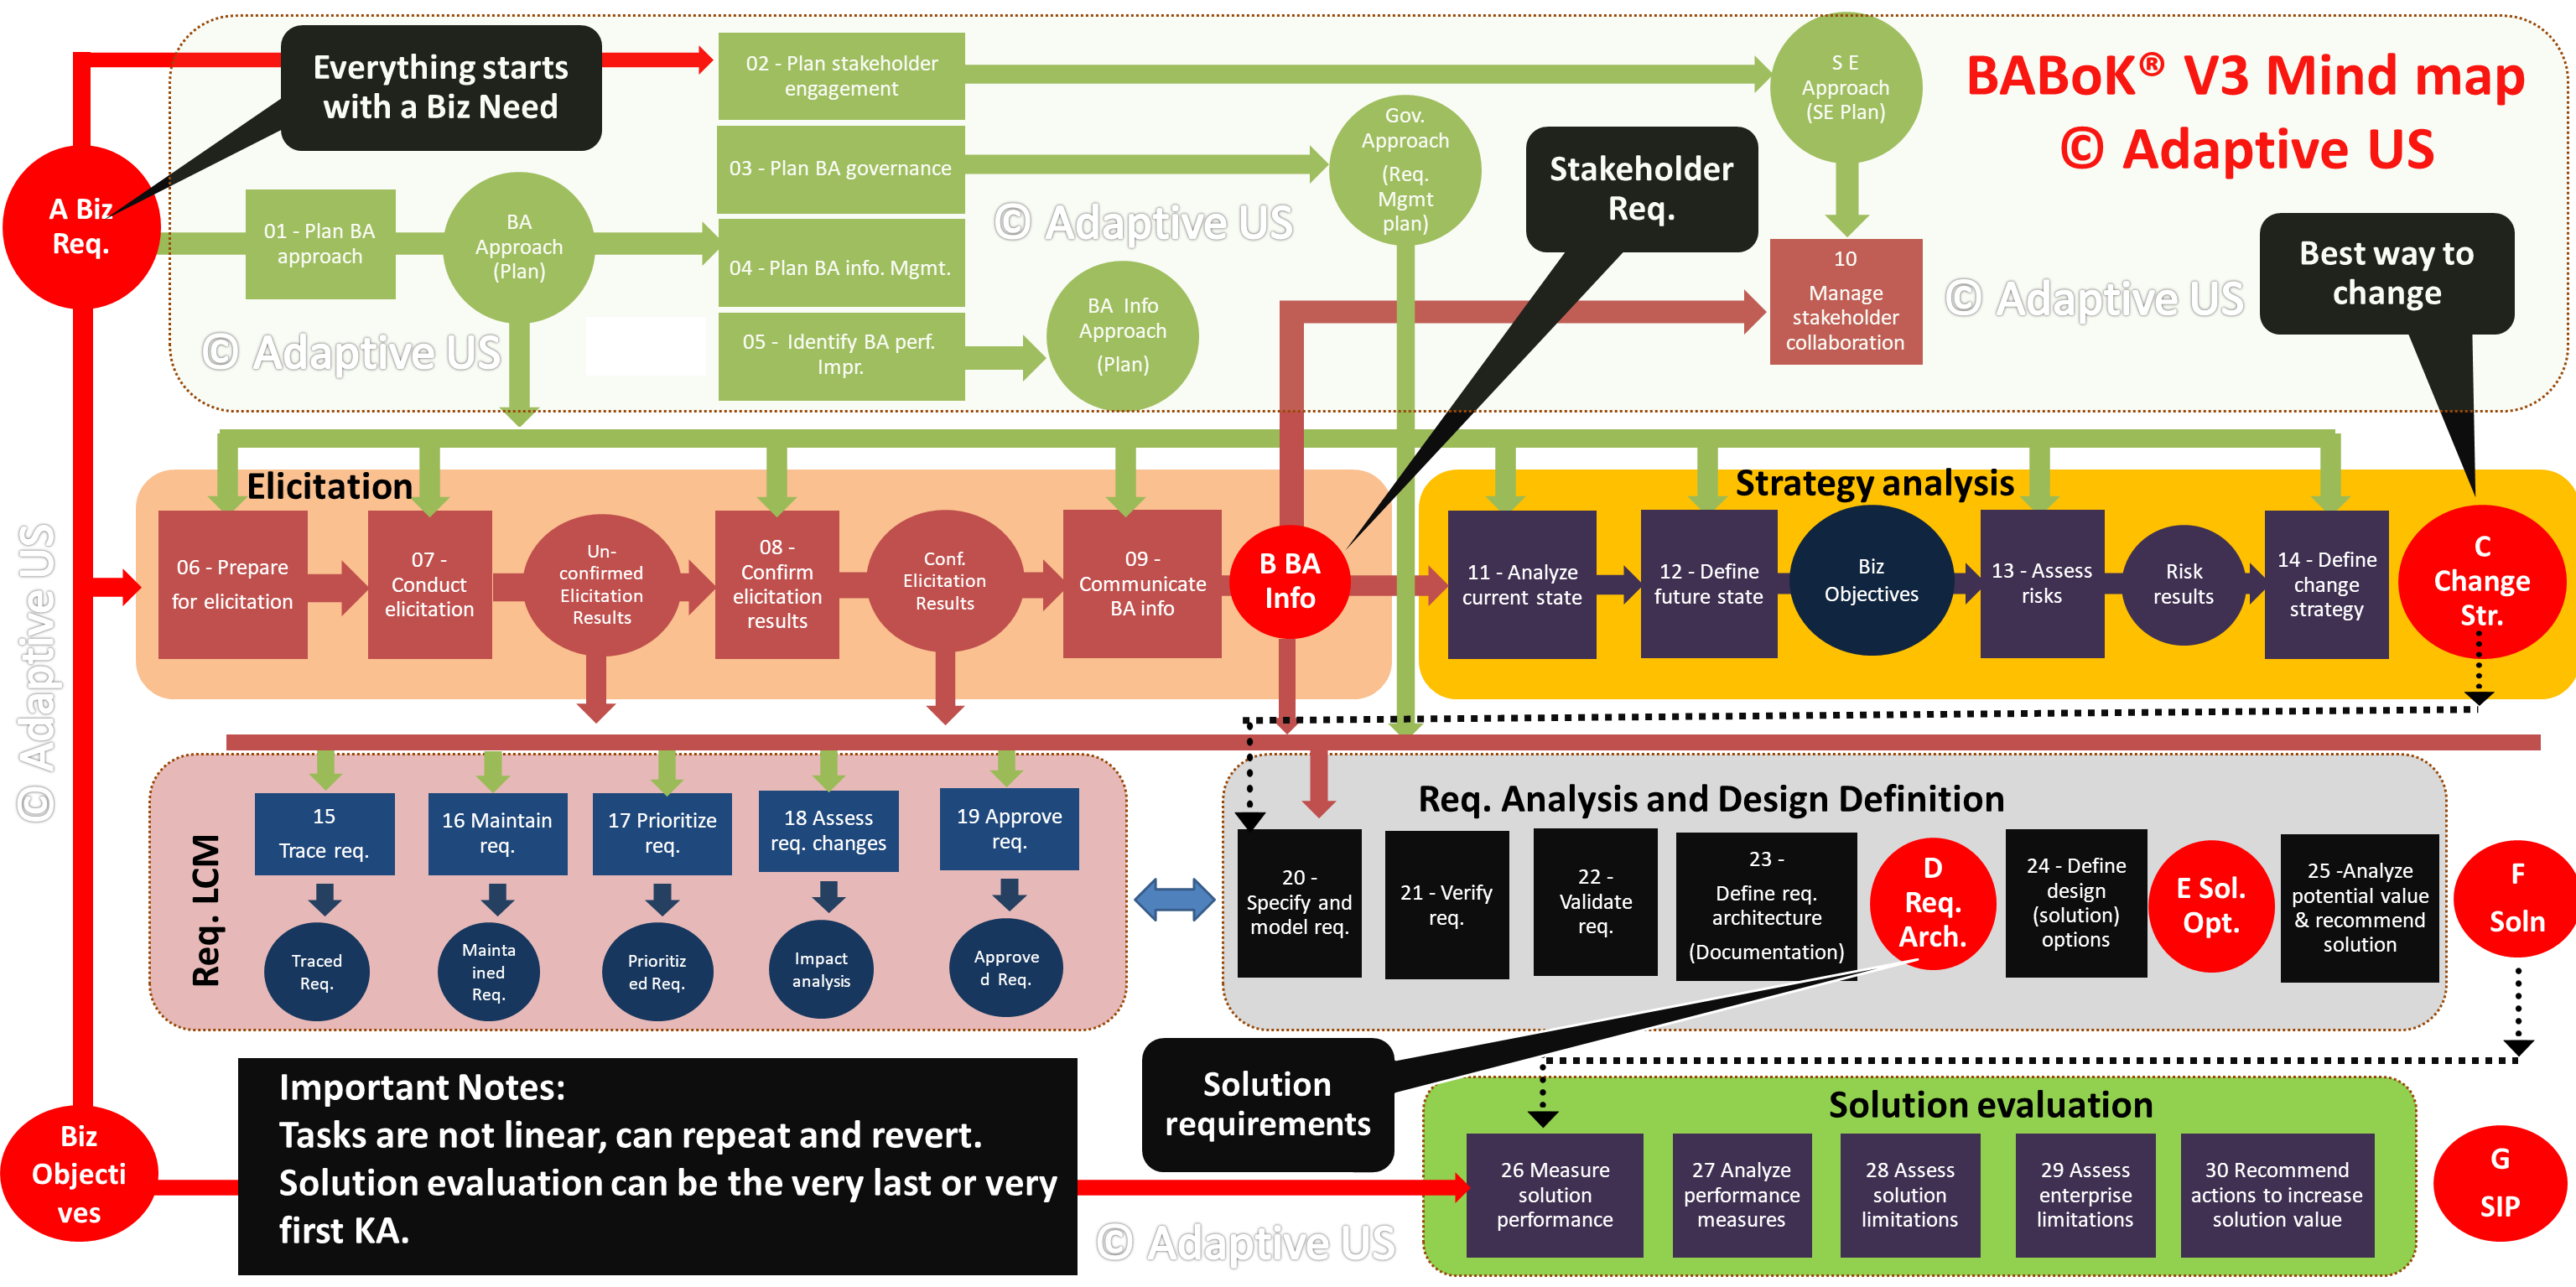 Everything starts
with a Biz Need
02 - Plan stakeholder
engagement
S E
Approach
(SE Plan)
BABoK® V3 Mind map
© Adaptive US
Gov.
Approach
(Req.
Mgmt
plan)
03 - Plan BA governance
Stakeholder
Req.
A Biz
Req.
01 - Plan BA
approach
BA
Approach
(Plan)
© Adaptive US
04 - Plan BA info. Mgmt.
10
Manage
stakeholder
collaboration
© Adaptive US
Best way to
change
© Adaptive US
05 - Identify BA perf.
Impr.
BA Info
Approach
(Plan)
Elicitation
06 - Prepare
for elicitation
07 -
Conduct
elicitation
Un-
confirmed
Elicitation
Results
08 -
Confirm
elicitation
results
Conf.
Elicitation
Results
09 -
Communicate
BA info
B BA
Info
Strategy analysis
11 - Analyze
current state
12 - Define
future state
Biz
Objectives
13 - Assess
risks
Risk
results
14 - Define
change
strategy
C
Change
Str.
© Adaptive US
Req. LCM
15
Trace req.
16 Maintain
req.
17 Prioritize
req.
18 Assess
req. changes
19 Approve
req.
Traced
Req.
Mainta
ined
Req.
Prioritiz
ed Req.
Impact
analysis
Approve
d Req.
Req. Analysis and Design Definition
20 -
Specify and
model req.
21 - Verify
req.
22 -
Validate
req.
23 -
Define req.
architecture
(Documentation)
D
Req.
Arch.
24 - Define
design
(solution)
options
E Sol.
Opt.
25 -Analyze
potential value
& recommend
solution
F
Soln
Biz
Objecti
ves
Important Notes:
Tasks are not linear, can repeat and revert.
Solution evaluation can be the very last or very
first KA.
Solution
requirements
© Adaptive US
Solution evaluation
26 Measure
solution
performance
27 Analyze
performance
measures
28 Assess
solution
limitations
29 Assess
enterprise
limitations
30 Recommend
actions to increase
solution value
G
SIP